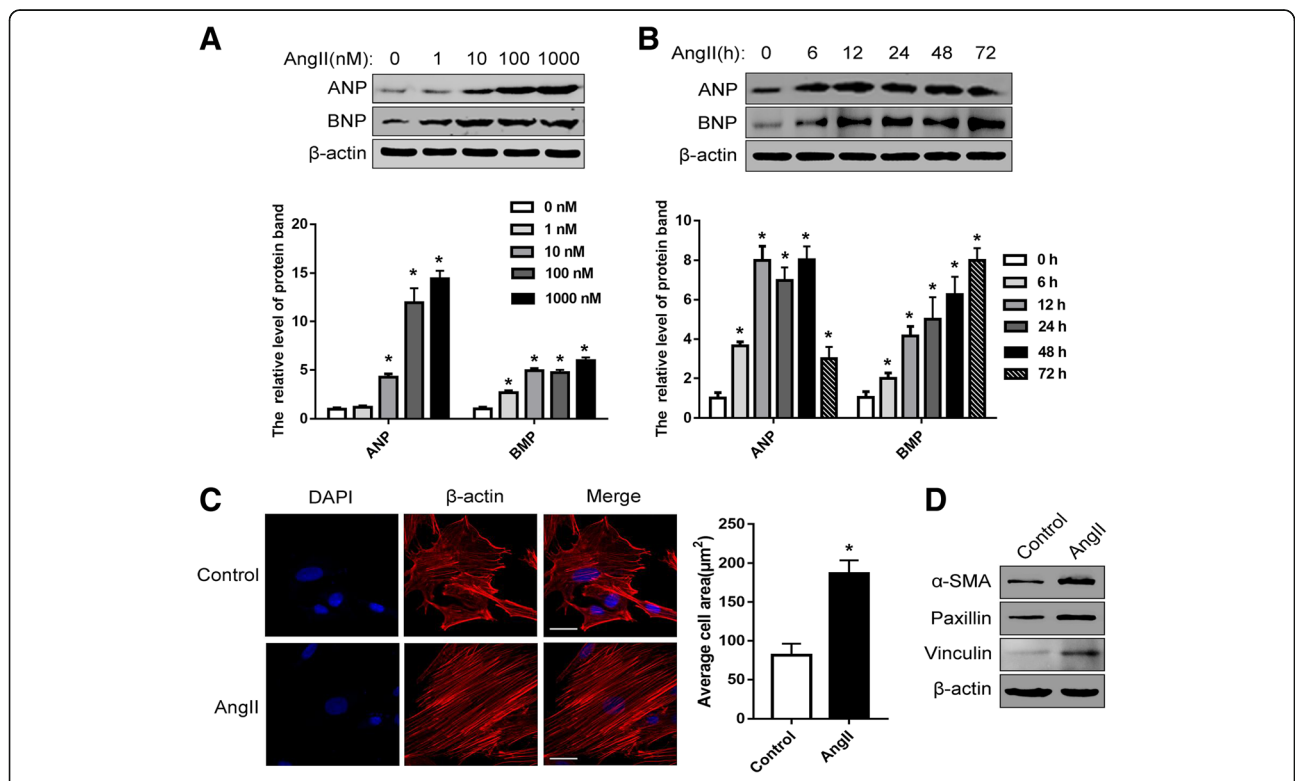 A
AngII(nM): 0 1 10 100 1000
ANP
BNP
β-actin
The relative level of protein band
20
15
10
5
0
0 nM
1 nM
10 nM
100 nM
1000 nM
* * * * * * *
ANP BMP
B
AngII(h): 0 6 12 24 48 72
ANP
BNP
β-actin
The relative level of protein band
10
8
6
4
2
0
0 h
6 h
12 h
24 h
48 h
72 h
* * * * * * * * * *
ANP BMP
C
DAPI β-actin Merge
Control
AngII
Average cell area(μm²)
250
200
150
100
50
0
*
Control AngII
D
Control AngII
α-SMA
Paxillin
Vinculin
β-actin